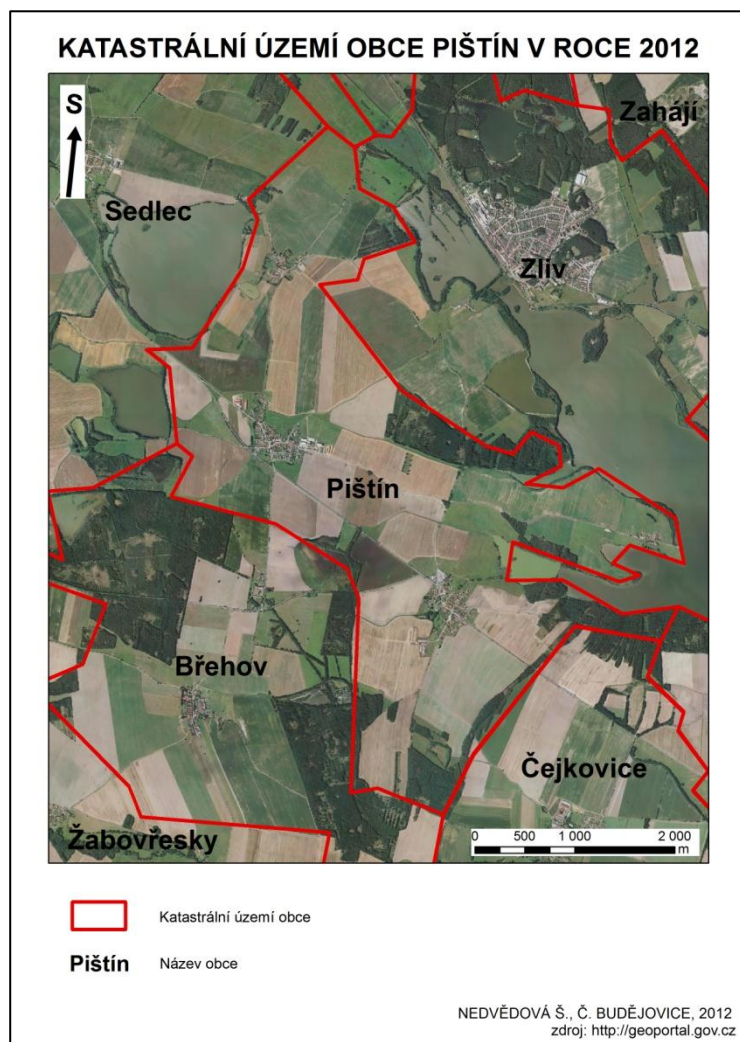 KATASTRÁLNÍ ÚZEMÍ OBCE PIŠTÍN V ROCE 2012
S
Zahájí
Sedlec
Zliv
Pištín
Břehov
Čejkovice
Žabovřesky
0 500 1 000 2 000
m
Katastrální území obce
Pištín Název obce
NEDVĚDOVÁ Š., Č. BUDĚJOVICE, 2012
zdroj: http://geoportal.gov.cz